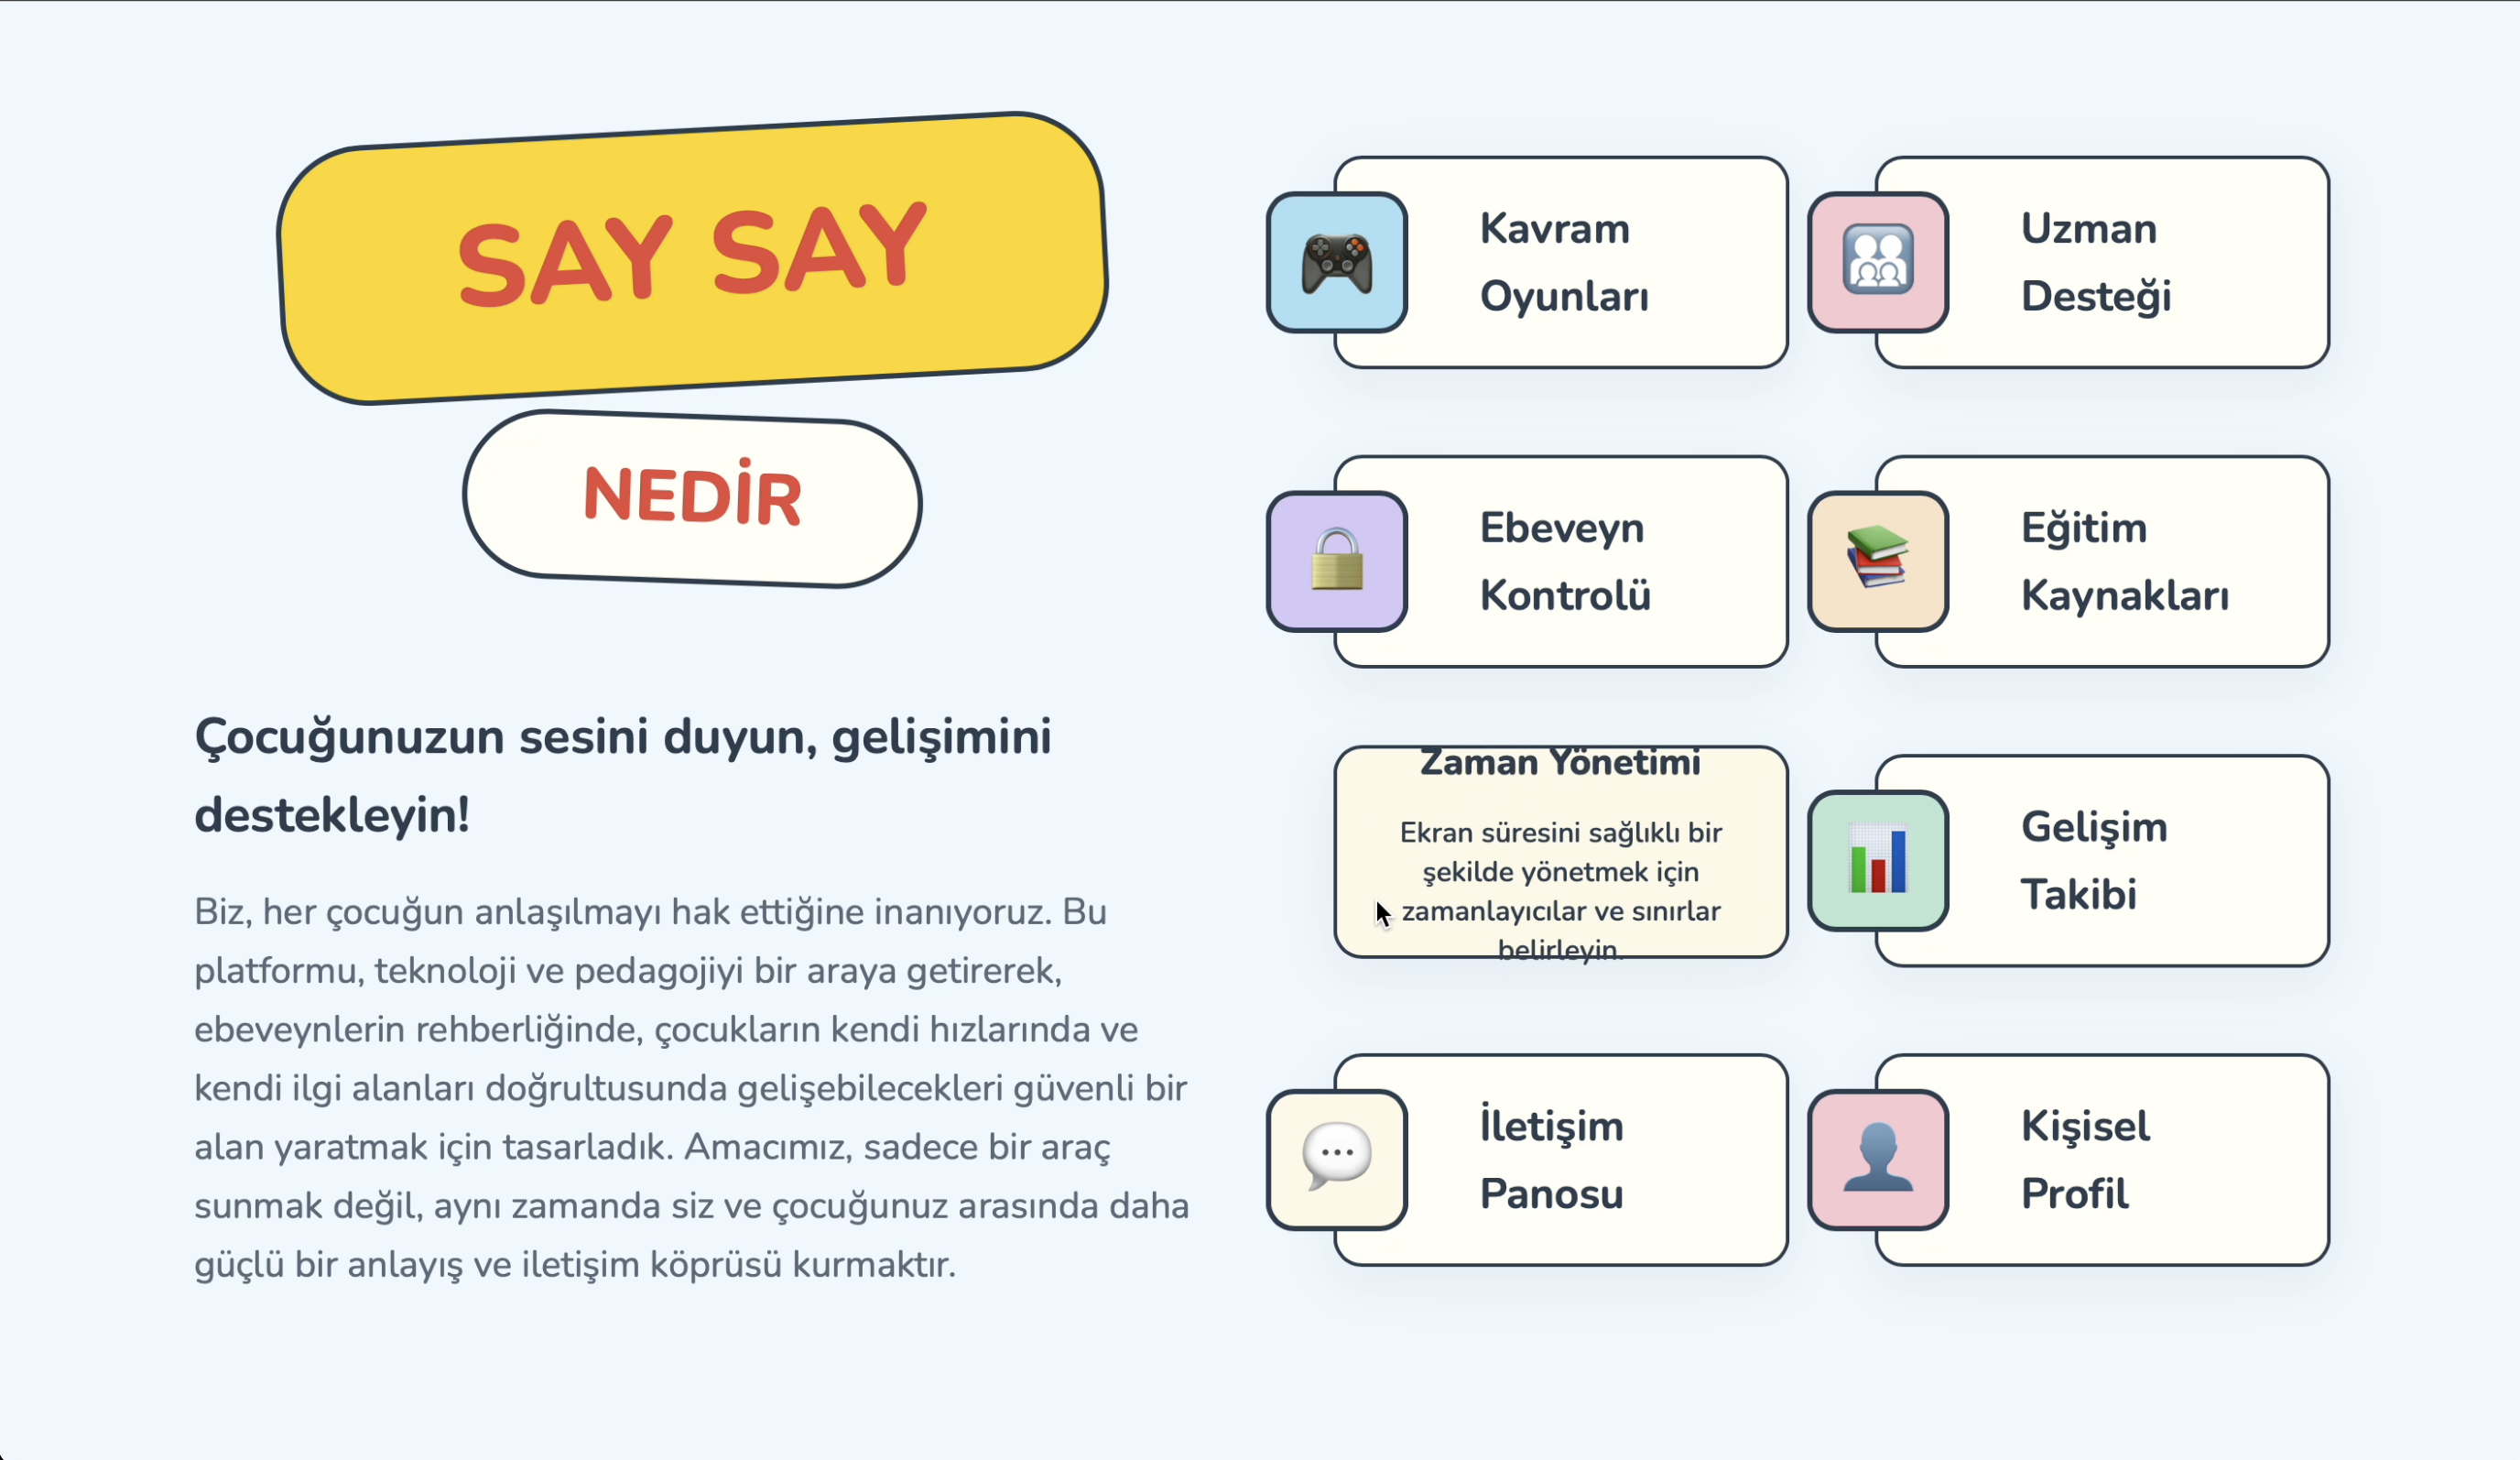 SAY SAY
NEDİR
Çocuğunuzun sesini duyun, gelişimini
destekleyin!
Biz, her çocuğun anlaşılmayı hak ettiğine inanıyoruz. Bu
platformu, teknoloji ve pedagojiyi bir araya getirerek,
ebeveynlerin rehberliğinde, çocukların kendi hızlarında ve
kendi ilgi alanları doğrultusunda gelişebilecekleri güvenli bir
alan yaratmak için tasarladık. Amacımız, sadece bir araç
sunmak değil, aynı zamanda siz ve çocuğunuz arasında daha
güçlü bir anlayış ve iletişim köprüsü kurmaktır.
Kavram
Oyunları
Uzman
Desteği
Ebeveyn
Kontrolü
Eğitim
Kaynakları
Zaman Yönetimi
Ekran süresini sağlıklı bir
şekilde yönetmek için
zamanlayıcılar ve sınırlar
belirleyin.
Gelişim
Takibi
İletişim
Panosu
Kişisel
Profil